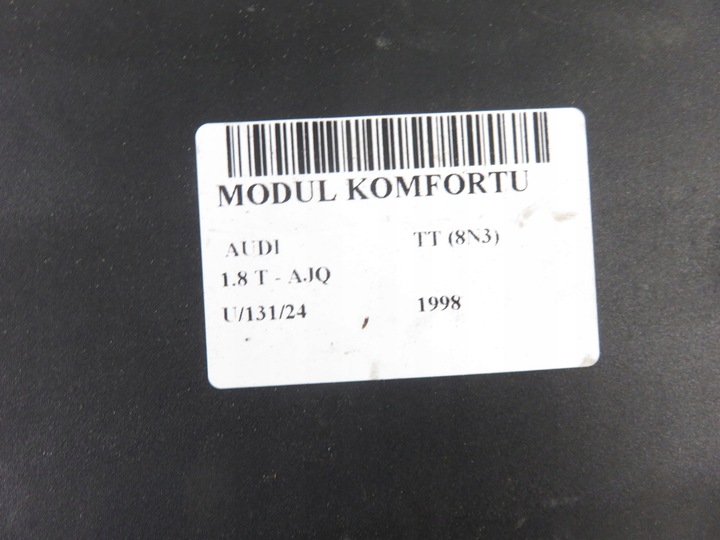 MODUL KOMFORTU
AUDI TT (8N3)
1.8 T - AJQ
U/131/24 1998